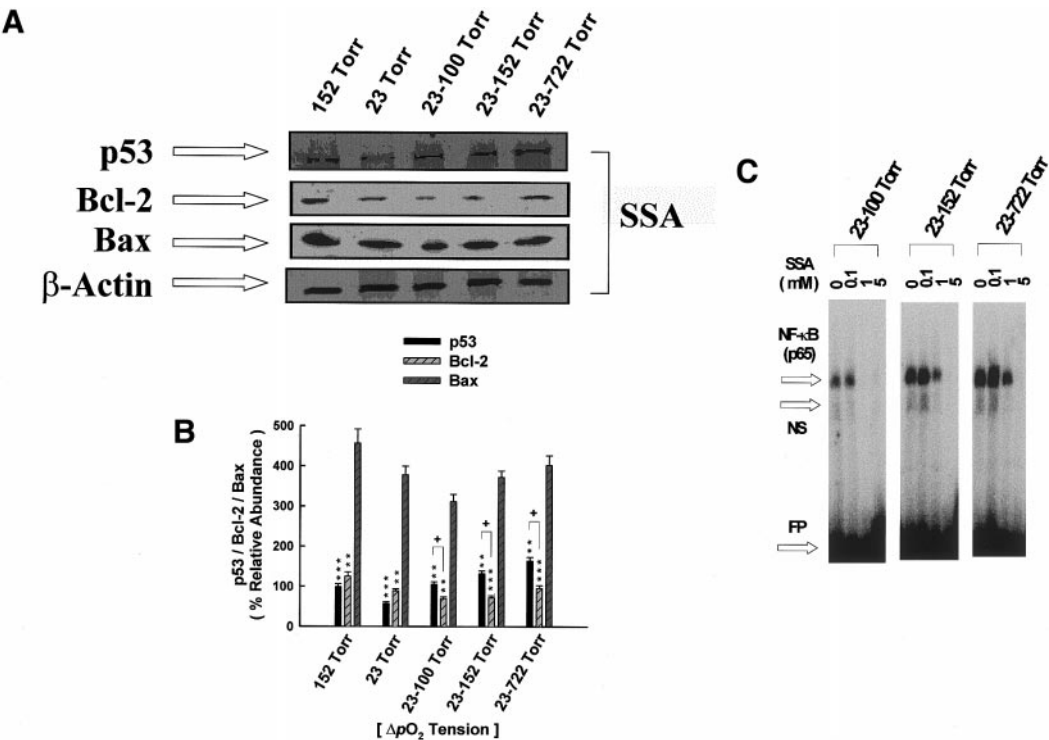 A
152 Torr
23 Torr
23-100 Torr
23-152 Torr
23-722 Torr
p53
Bcl-2
Bax
β-Actin
SSA
p53
Bcl-2
Bax
B
p53 / Bcl-2 / Bax
( % Relative Abundance )
500
400
300
200
100
0
***
**
***
**
+
**
**
+
**
***
+
**
***
152 Torr
23 Torr
23-100 Torr
23-152 Torr
23-722 Torr
[ ΔpO₂ Tension ]
C
23-100 Torr
23-152 Torr
23-722 Torr
SSA
( mM)
0
0.1
1
5
0
0.1
1
5
0
0.1
1
5
NF-κB
(p65)
NS
FP